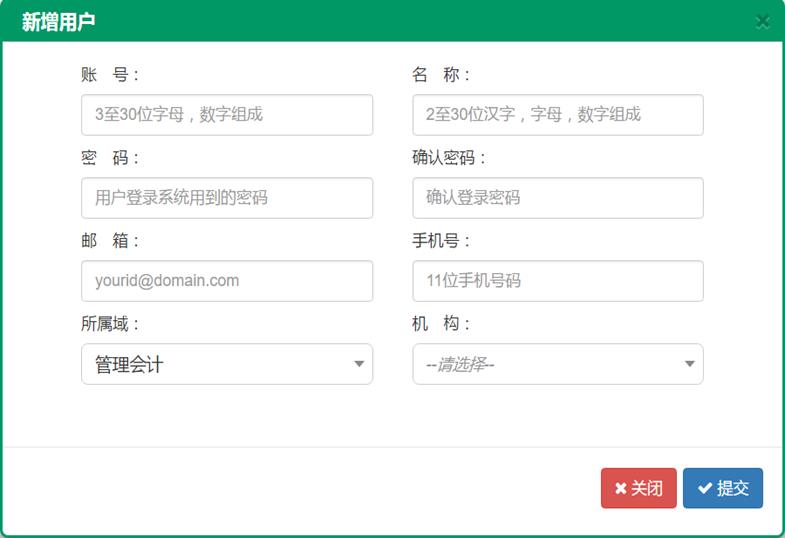 新增用户
账 号： 名 称：
3至30位字母，数字组成 2至30位汉字，字母，数字组成
密 码： 确认密码：
用户登录系统用到的密码 确认登录密码
邮 箱： 手机号：
yourid@domain.com 11位手机号码
所属域： 机 构：
管理会计 --请选择--
关闭 提交